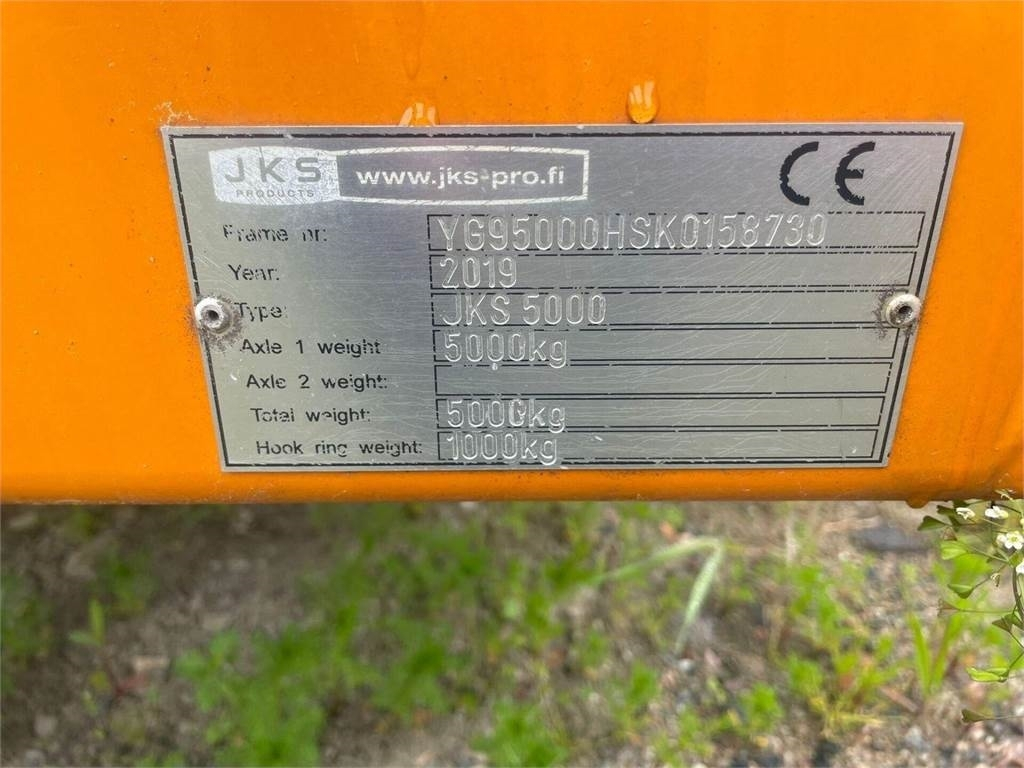 JKS
PRODUCTS
www.jks-pro.fi
CE
Frame nr: YG95000HSK0158730
Year: 2019
Type: JKS 5000
Axle 1 weight 5000kg
Axle 2 weight:
Total weight: 5000kg
Hook ring weight: 1000kg